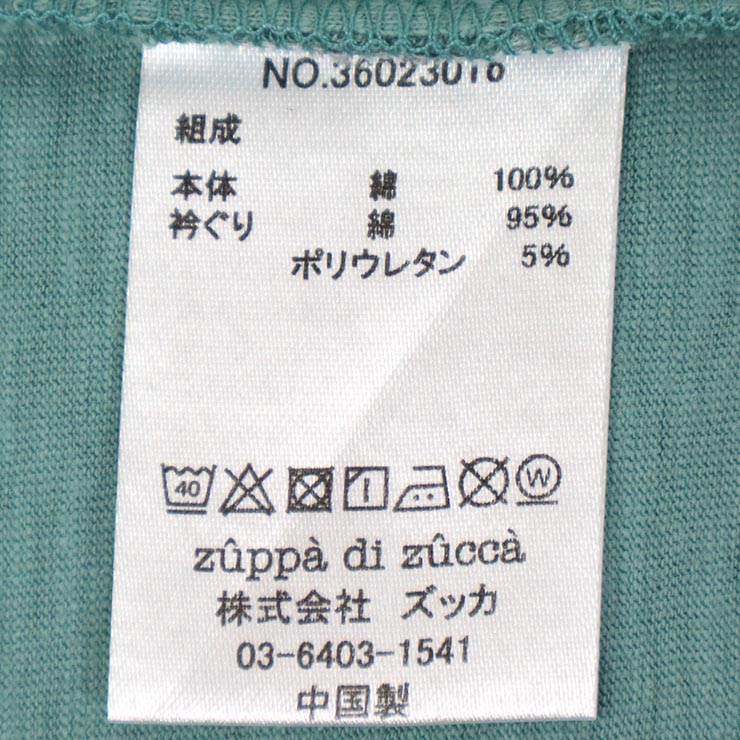 NO.36023016
組成
本体 綿 100%
衿ぐり 綿 95%
ポリウレタン 5%
40 W
zûppà di zûccà
株式会社 ズッカ
03-6403-1541
中国製